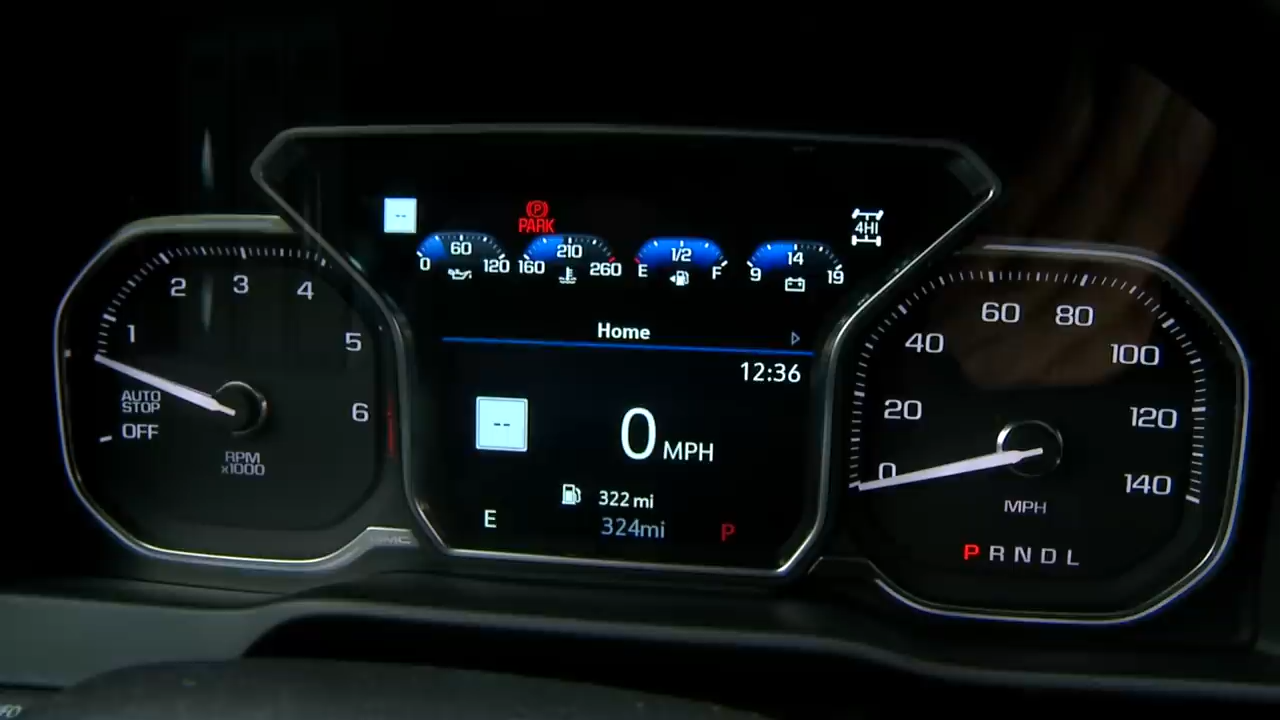 --
(P)
PARK
4HI
0 60 120
160 210 260
E 1/2 F
9 14 19
Home
12:36
--
0 MPH
322 mi
E 324mi P
1 2 3 4 5 6
AUTO
STOP
OFF
RPM
x1000
GMC
0 20 40 60 80 100 120 140
MPH
P R N D L